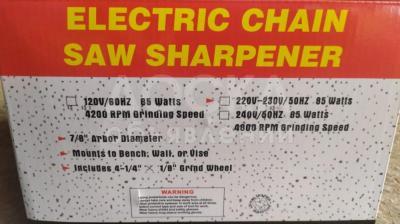 ELECTRIC CHAIN
SAW SHARPENER
120V/60HZ 85 Watts
4200 RPM Grinding Speed
220V-230V/50HZ 85 Watts
240V/50HZ 85 Watts
4600 RPM Grinding Speed
7/8" Arbor Diameter
Mounts to Bench, Wall, or Vise
Includes 4-1/4" × 1/8" Grind Wheel
WARNING